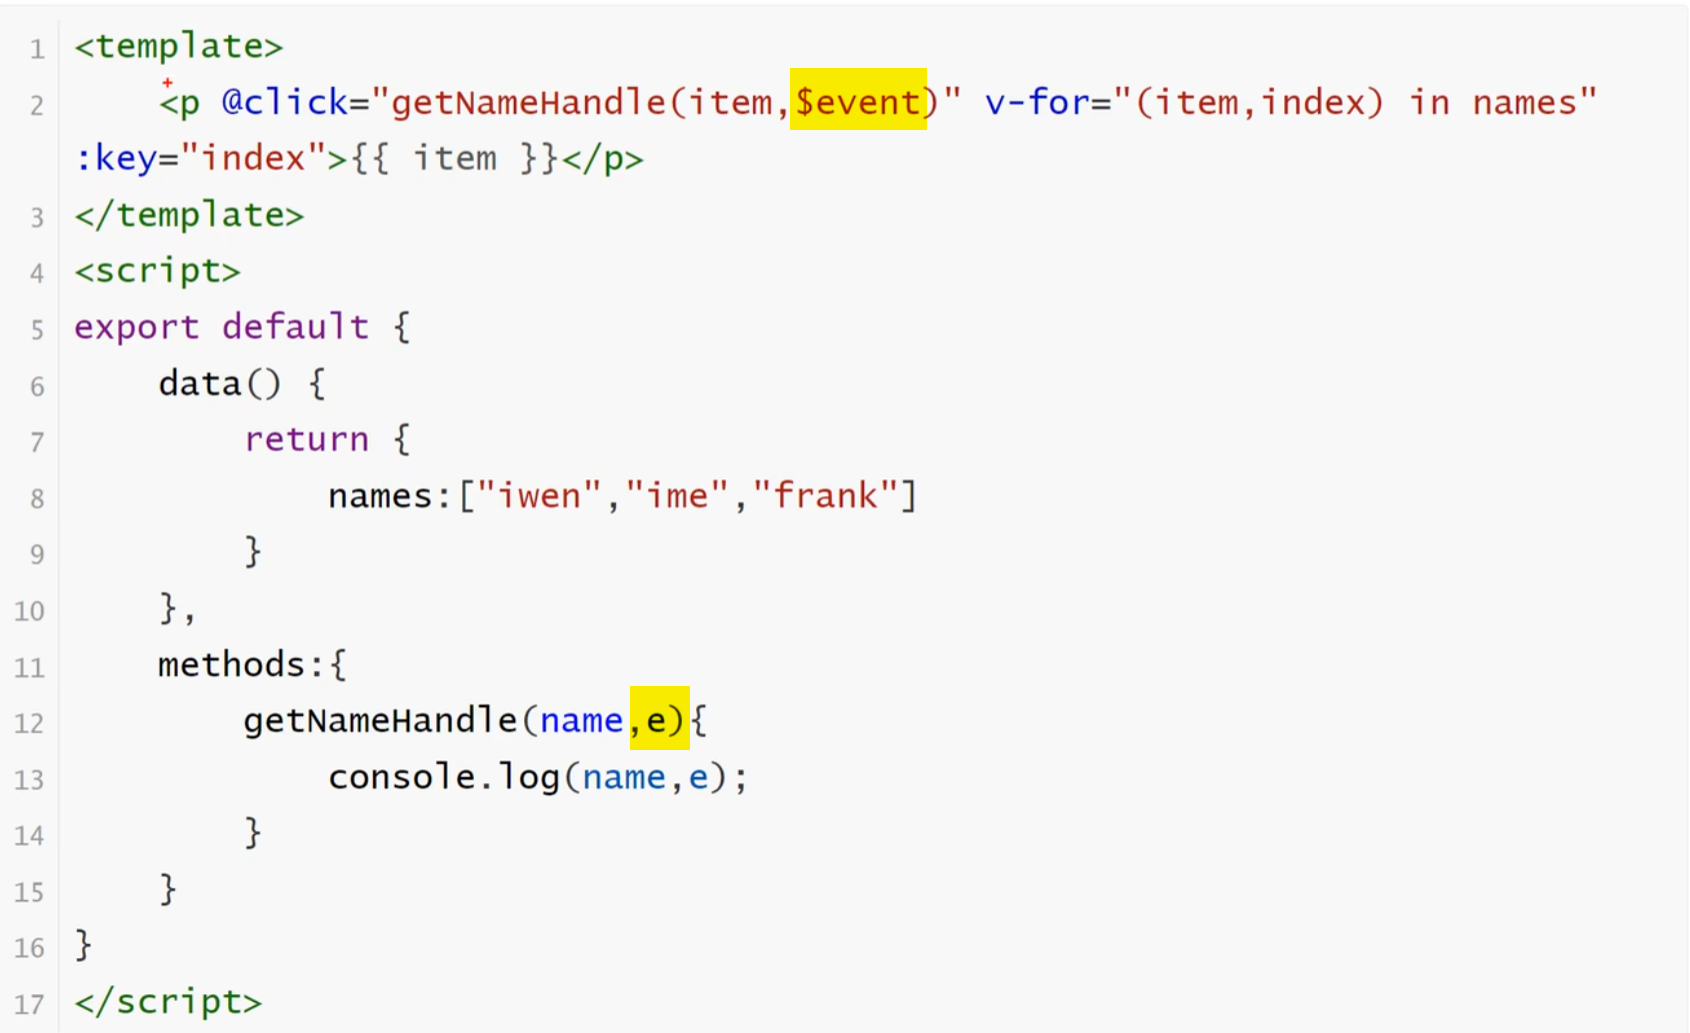 1 <template>
2 <p @click="getNameHandle(item,$event)" v-for="(item,index) in names"
:key="index">{{ item }}</p>
3 </template>
4 <script>
5 export default {
6 data() {
7 return {
8 names:["iwen","ime","frank"]
9 }
10 },
11 methods:{
12 getNameHandle(name,e){
13 console.log(name,e);
14 }
15 }
16 }
17 </script>